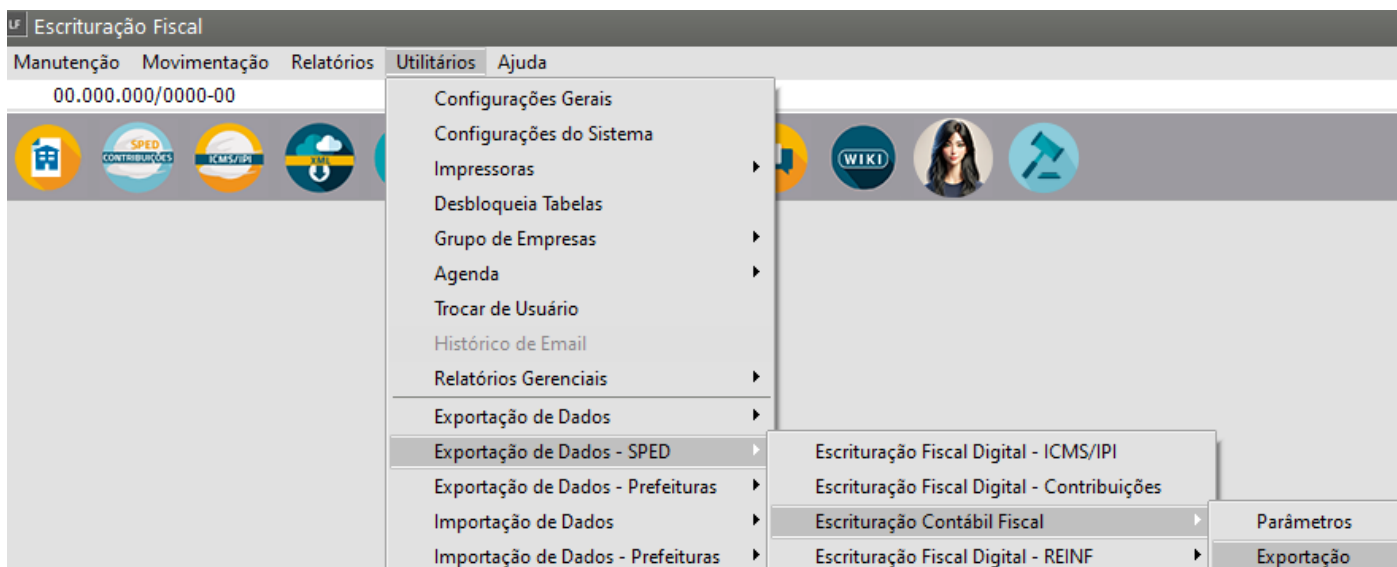 LF Escrituração Fiscal
Manutenção Movimentação Relatórios Utilitários Ajuda
00.000.000/0000-00
Configurações Gerais
Configurações do Sistema
SPED CONTRIBUIÇÕES ICMS/IPI XML WIKI
Impressoras
Desbloqueia Tabelas
Grupo de Empresas
Agenda
Trocar de Usuário
Histórico de Email
Relatórios Gerenciais
Exportação de Dados
Exportação de Dados - SPED Escrituração Fiscal Digital - ICMS/IPI
Exportação de Dados - Prefeituras Escrituração Fiscal Digital - Contribuições
Importação de Dados Escrituração Contábil Fiscal Parâmetros
Importação de Dados - Prefeituras Escrituração Fiscal Digital - REINF Exportação